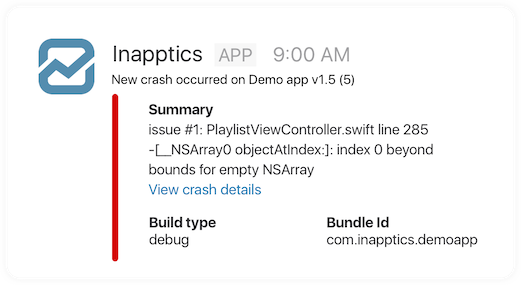 Inapptics APP 9:00 AM
New crash occurred on Demo app v1.5 (5)
Summary
issue #1: PlaylistViewController.swift line 285
-[__NSArray0 objectAtIndex:]: index 0 beyond
bounds for empty NSArray
View crash details
Build type Bundle Id
debug com.inapptics.demoapp